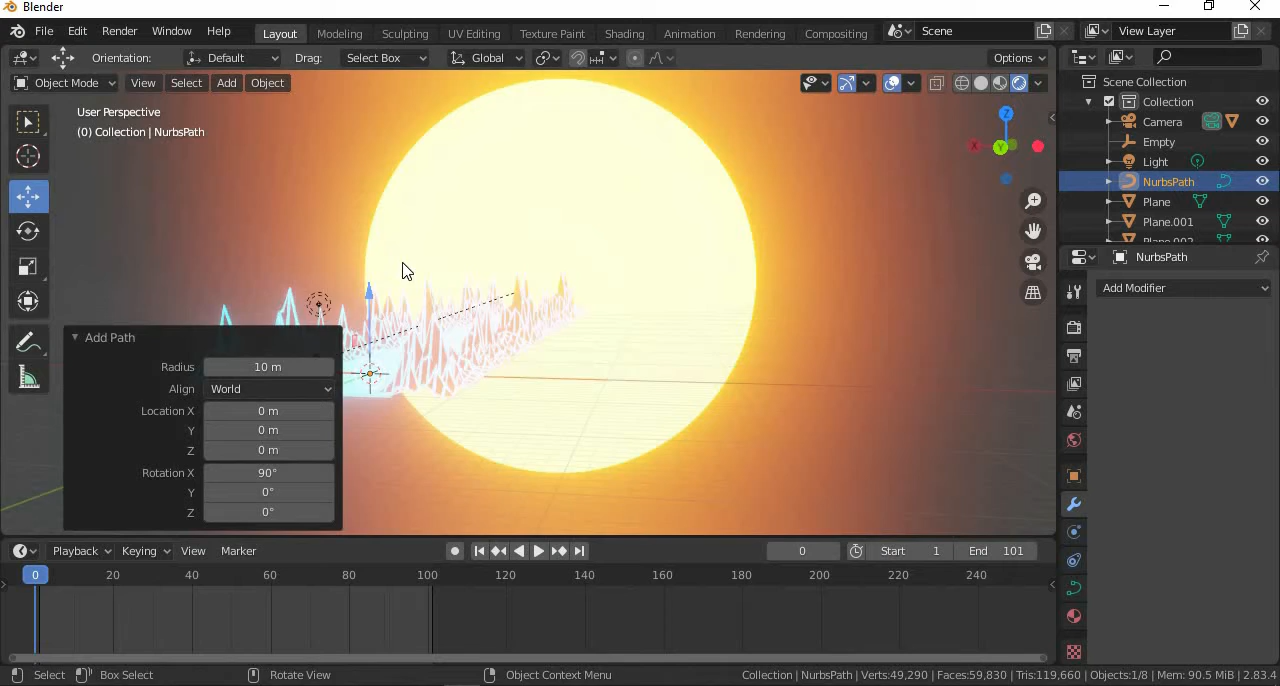 Blender
File Edit Render Window Help Layout Modeling Sculpting UV Editing Texture Paint Shading Animation Rendering Compositing Scene View Layer
Orientation: Default Drag: Select Box Global Options
Object Mode View Select Add Object
User Perspective
(0) Collection | NurbsPath
Z
X
Y
Add Path
Radius 10 m
Align World
Location X 0 m
Y 0 m
Z 0 m
Rotation X 90°
Y 0°
Z 0°
Scene Collection
Collection
Camera
Empty
Light
NurbsPath
Plane
Plane.001
Plane.002
NurbsPath
Add Modifier
Playback Keying View Marker 0 Start 1 End 101
0 20 40 60 80 100 120 140 160 180 200 220 240
Select Box Select Rotate View Object Context Menu Collection | NurbsPath | Verts:49,290 | Faces:59,830 | Tris:119,660 | Objects:1/8 | Mem: 90.5 MiB | 2.83.4